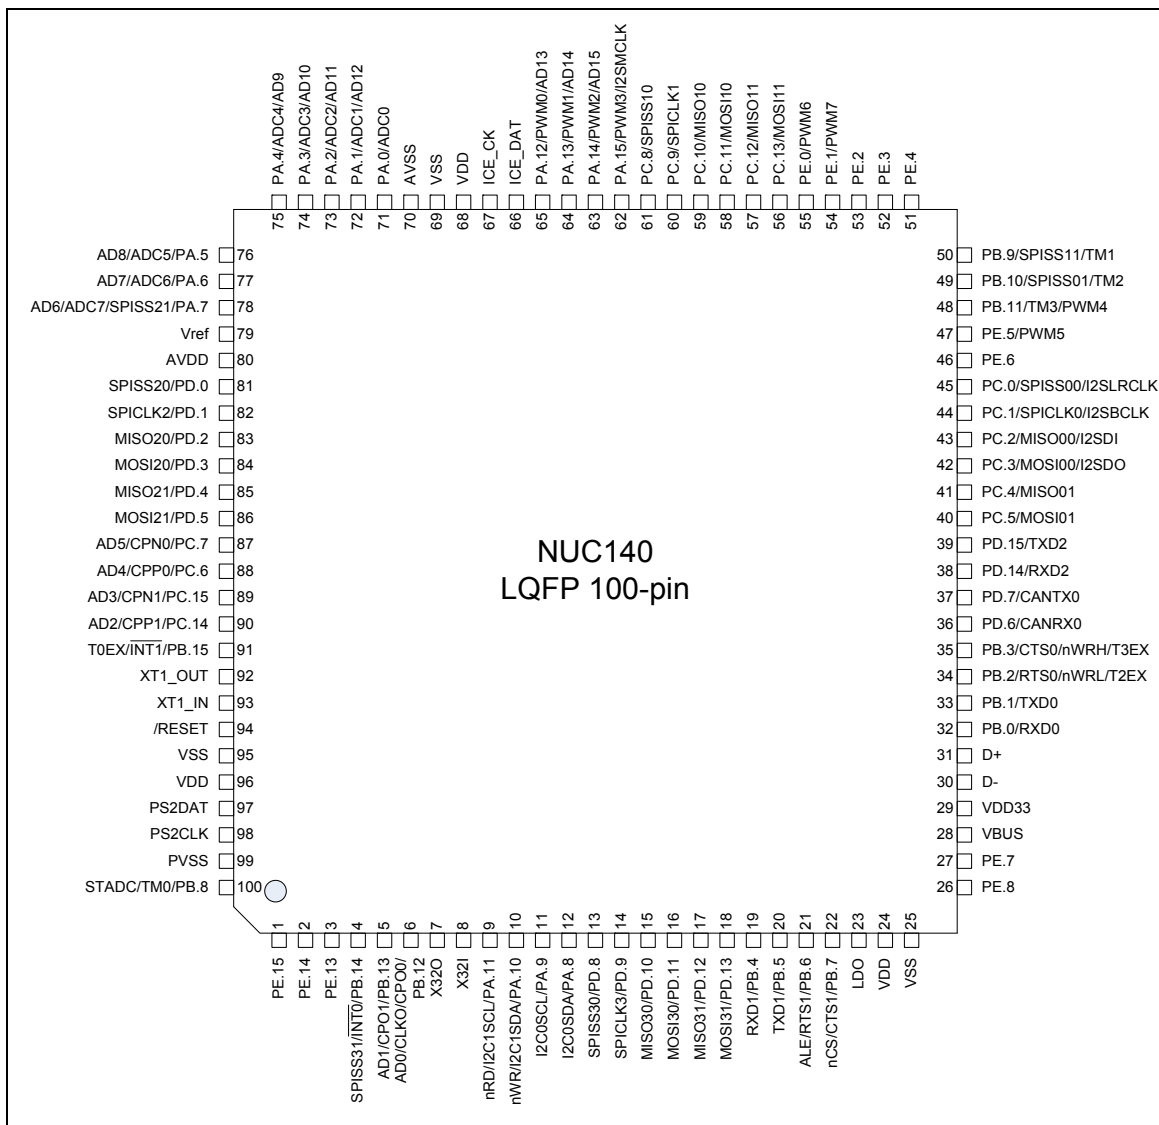 PA.4/ADC4/AD9
PA.3/ADC3/AD10
PA.2/ADC2/AD11
PA.1/ADC1/AD12
PA.0/ADC0
AVSS
VSS
VDD
ICE_CK
ICE_DAT
PA.12/PWM0/AD13
PA.13/PWM1/AD14
PA.14/PWM2/AD15
PA.15/PWM3/I2SMCLK
PC.8/SPISS10
PC.9/SPICLK1
PC.10/MISO10
PC.11/MOSI10
PC.12/MISO11
PC.13/MOSI11
PE.0/PWM6
PE.1/PWM7
PE.2
PE.3
PE.4
75
74
73
72
71
70
69
68
67
66
65
64
63
62
61
60
59
58
57
56
55
54
53
52
51
AD8/ADC5/PA.5 76
AD7/ADC6/PA.6 77
AD6/ADC7/SPISS21/PA.7 78
Vref 79
AVDD 80
SPISS20/PD.0 81
SPICLK2/PD.1 82
MISO20/PD.2 83
MOSI20/PD.3 84
MISO21/PD.4 85
MOSI21/PD.5 86
AD5/CPN0/PC.7 87
AD4/CPP0/PC.6 88
AD3/CPN1/PC.15 89
AD2/CPP1/PC.14 90
T0EX/INT1/PB.15 91
XT1_OUT 92
XT1_IN 93
/RESET 94
VSS 95
VDD 96
PS2DAT 97
PS2CLK 98
PVSS 99
STADC/TM0/PB.8 100
NUC140
LQFP 100-pin
50 PB.9/SPISS11/TM1
49 PB.10/SPISS01/TM2
48 PB.11/TM3/PWM4
47 PE.5/PWM5
46 PE.6
45 PC.0/SPISS00/I2SLRCLK
44 PC.1/SPICLK0/I2SBCLK
43 PC.2/MISO00/I2SDI
42 PC.3/MOSI00/I2SDO
41 PC.4/MISO01
40 PC.5/MOSI01
39 PD.15/TXD2
38 PD.14/RXD2
37 PD.7/CANTX0
36 PD.6/CANRX0
35 PB.3/CTS0/nWRH/T3EX
34 PB.2/RTS0/nWRL/T2EX
33 PB.1/TXD0
32 PB.0/RXD0
31 D+
30 D-
29 VDD33
28 VBUS
27 PE.7
26 PE.8
1
2
3
4
5
6
7
8
9
10
11
12
13
14
15
16
17
18
19
20
21
22
23
24
25
PE.15
PE.14
PE.13
SPISS31/INT0/PB.14
AD1/CPO1/PB.13
AD0/CLKO/CPO0/
PB.12
X32O
X32I
nRD/I2C1SCL/PA.11
nWR/I2C1SDA/PA.10
I2C0SCL/PA.9
I2C0SDA/PA.8
SPISS30/PD.8
SPICLK3/PD.9
MISO30/PD.10
MOSI30/PD.11
MISO31/PD.12
MOSI31/PD.13
RXD1/PB.4
TXD1/PB.5
ALE/RTS1/PB.6
nCS/CTS1/PB.7
LDO
VDD
VSS